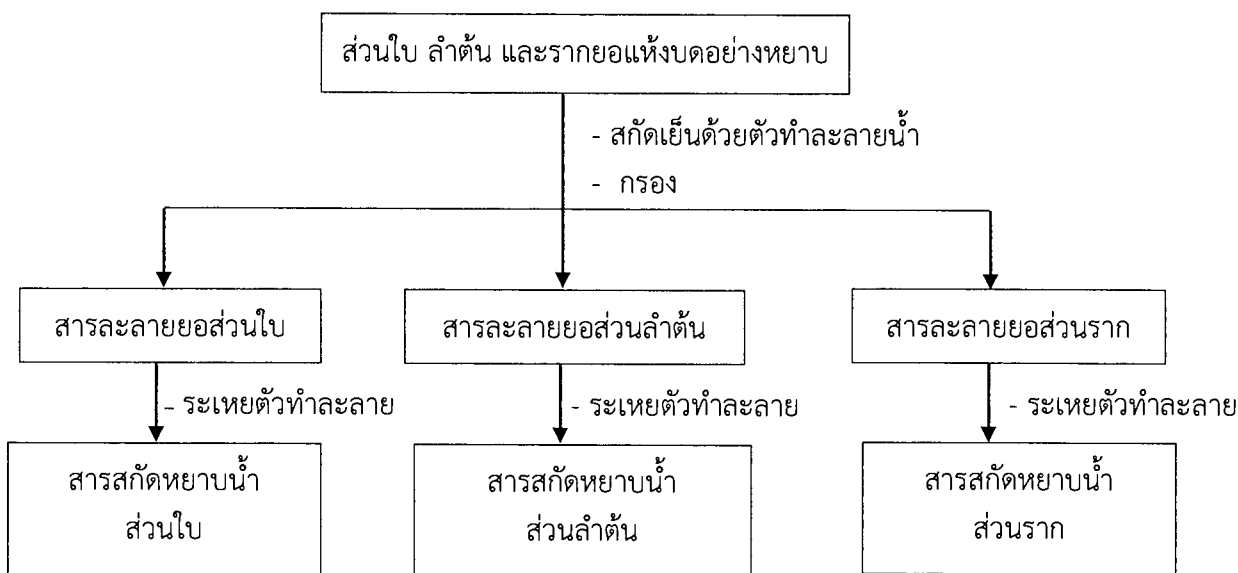 ส่วนใบ ลำต้น และรากยอแห้งบดอย่างหยาบ
- สกัดเย็นด้วยตัวทำละลายน้ำ
- กรอง
สารละลายยอส่วนใบ
สารละลายยอส่วนลำต้น
สารละลายยอส่วนราก
- ระเหยตัวทำละลาย
- ระเหยตัวทำละลาย
- ระเหยตัวทำละลาย
สารสกัดหยาบน้ำ
ส่วนใบ
สารสกัดหยาบน้ำ
ส่วนลำต้น
สารสกัดหยาบน้ำ
ส่วนราก